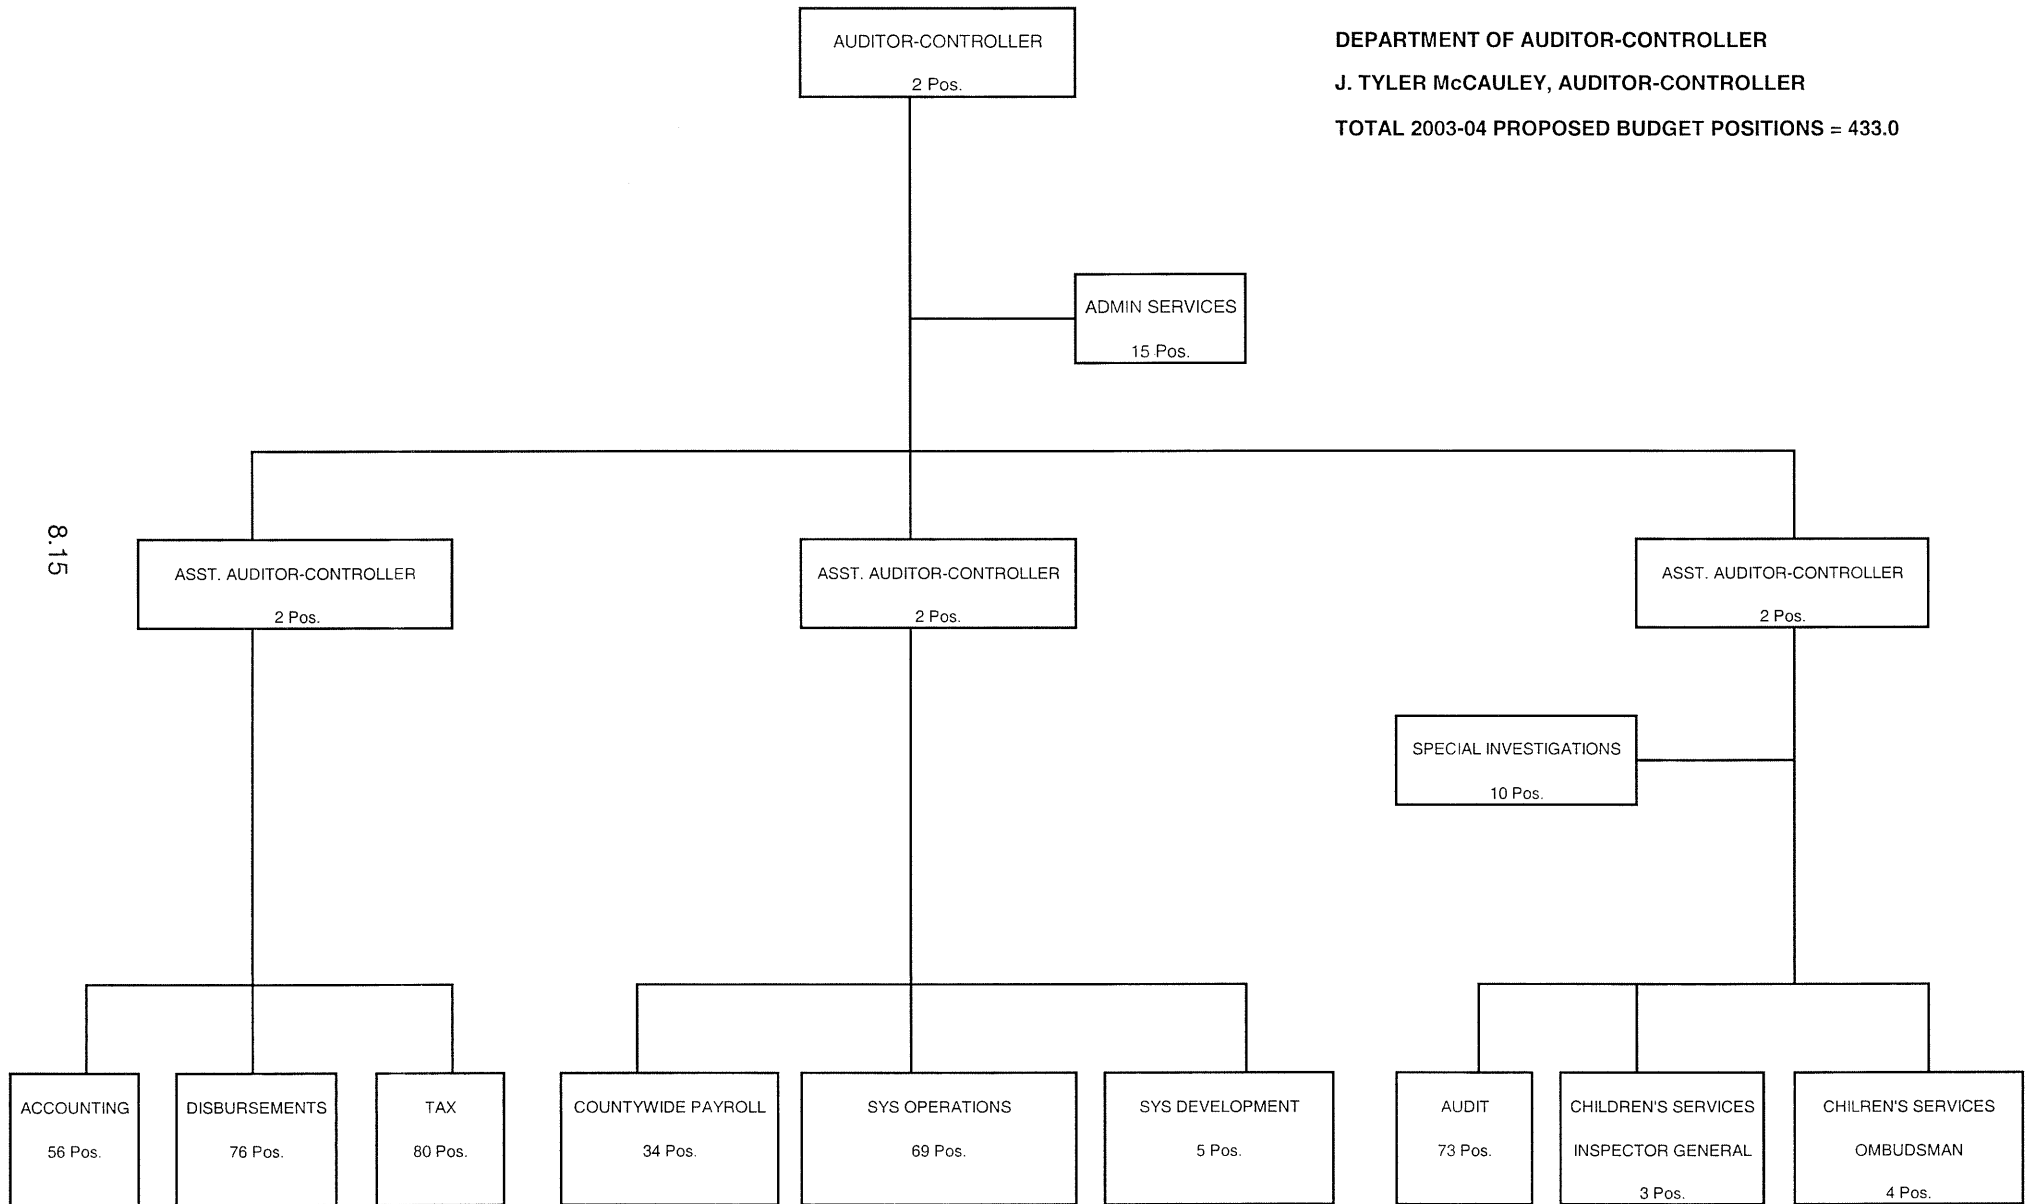 AUDITOR-CONTROLLER
2 Pos.
DEPARTMENT OF AUDITOR-CONTROLLER
J. TYLER McCAULEY, AUDITOR-CONTROLLER
TOTAL 2003-04 PROPOSED BUDGET POSITIONS = 433.0
ADMIN SERVICES
15 Pos.
8.15
ASST. AUDITOR-CONTROLLER
2 Pos.
ASST. AUDITOR-CONTROLLER
2 Pos.
ASST. AUDITOR-CONTROLLER
2 Pos.
SPECIAL INVESTIGATIONS
10 Pos.
ACCOUNTING
56 Pos.
DISBURSEMENTS
76 Pos.
TAX
80 Pos.
COUNTYWIDE PAYROLL
34 Pos.
SYS OPERATIONS
69 Pos.
SYS DEVELOPMENT
5 Pos.
AUDIT
73 Pos.
CHILDREN'S SERVICES
INSPECTOR GENERAL
3 Pos.
CHILREN'S SERVICES
OMBUDSMAN
4 Pos.